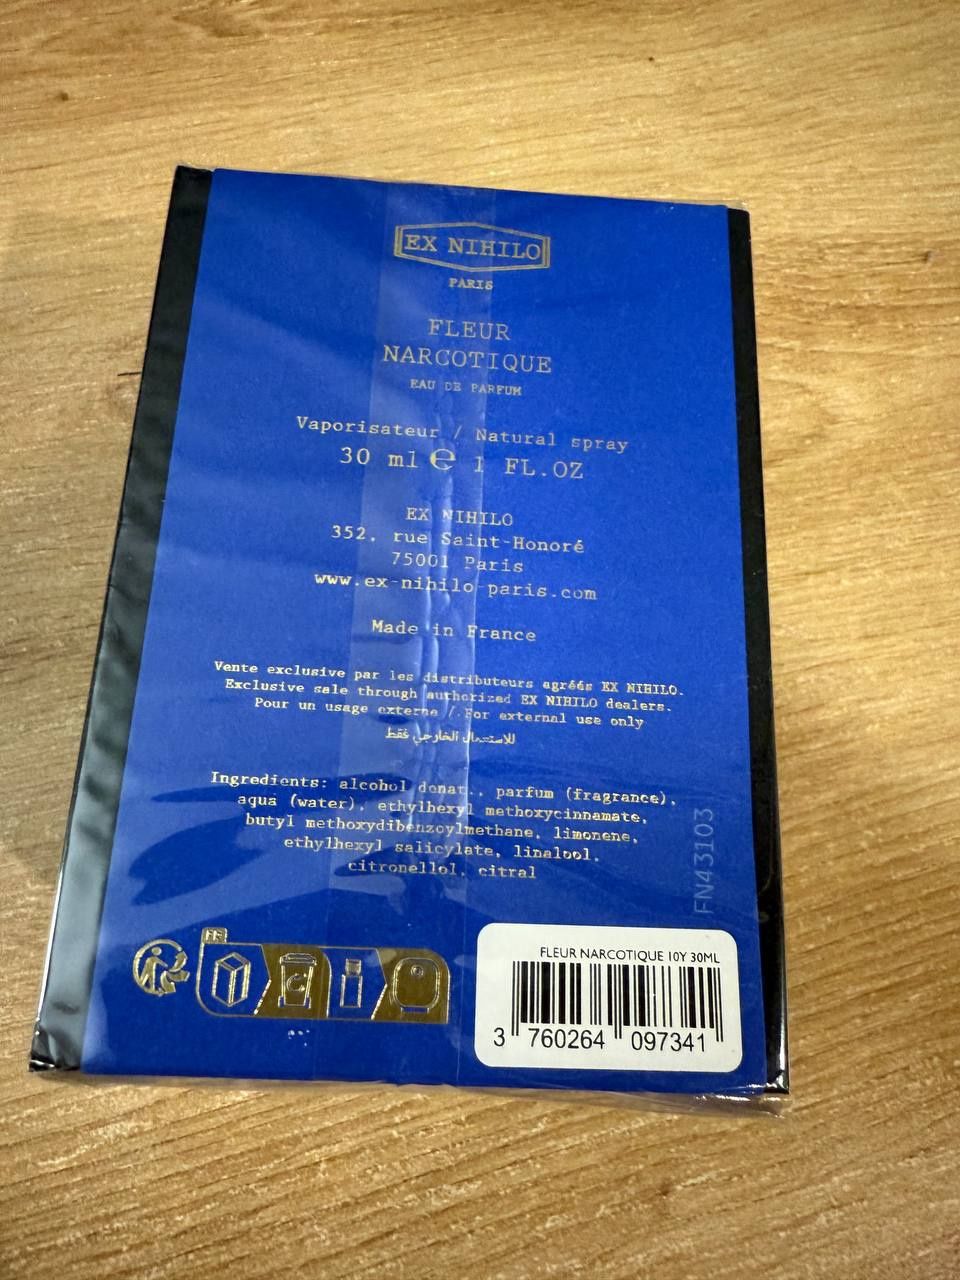 EX NIHILO
PARIS
FLEUR
NARCOTIQUE
EAU DE PARFUM
Vaporisateur / Natural spray
30 ml ℮ 1 FL.OZ
EX NIHILO
352, rue Saint-Honoré
75001 Paris
www.ex-nihilo-paris.com
Made in France
Vente exclusive par les distributeurs agréés EX NIHILO.
Exclusive sale through authorized EX NIHILO dealers.
Pour un usage externe / For external use only
للاستعمال الخارجي فقط
Ingredients: alcohol denat., parfum (fragrance),
aqua (water), ethylhexyl methoxycinnamate,
butyl methoxydibenzoylmethane, limonene,
ethylhexyl salicylate, linalool,
citronellol, citral
FN43103
FR
FLEUR NARCOTIQUE 10Y 30ML
3 760264 097341